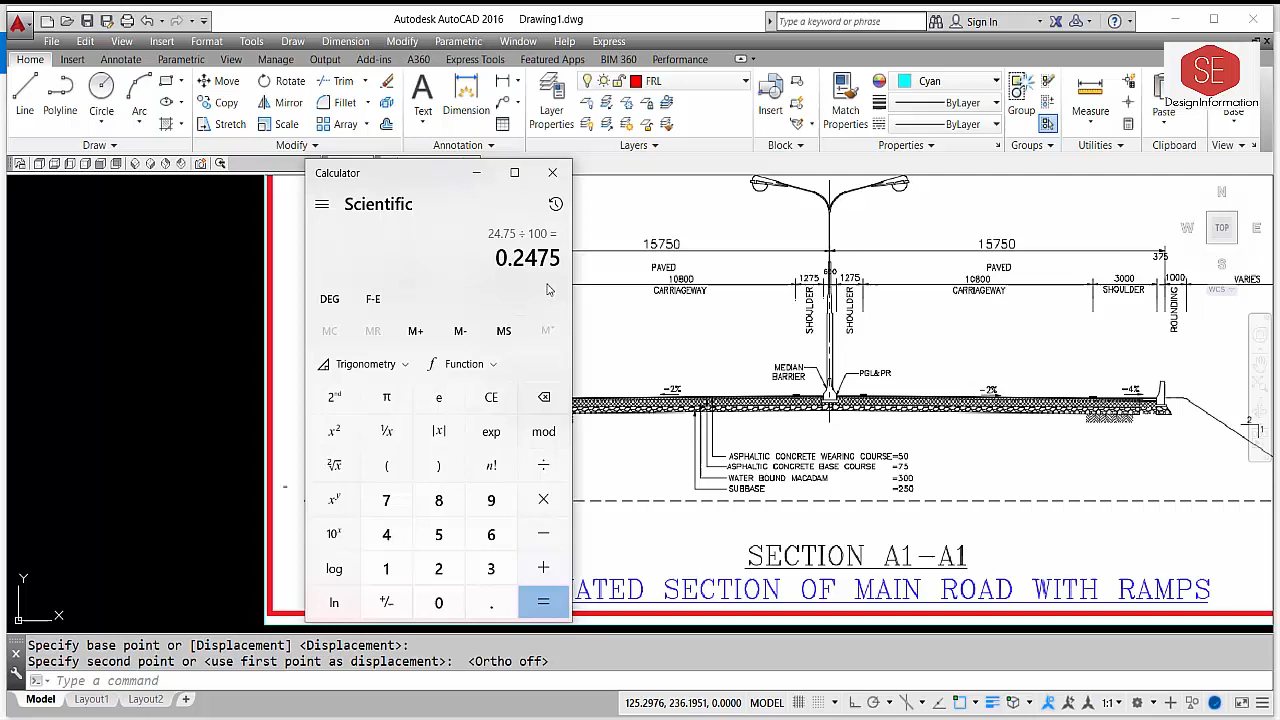 Autodesk AutoCAD 2016 Drawing1.dwg
Type a keyword or phrase
Sign In
File Edit View Insert Format Tools Draw Dimension Modify Parametric Window Help Express
Home Insert Annotate Parametric View Manage Output Add-ins A360 Express Tools Featured Apps BIM 360 Performance
SE
DesignInformation
Line Polyline Circle Arc
Move Rotate Trim
Copy Mirror Fillet
Stretch Scale Array
Text Dimension
Layer
Properties
FRL
Insert
Match
Properties
Cyan
ByLayer
ByLayer
Group
Measure
Paste
Base
Draw Modify Annotation Layers Block Properties Groups Utilities Clipboard View
Calculator
Scientific
24.75 ÷ 100 =
0.2475
DEG F-E
MC MR M+ M- MS
Trigonometry Function
2nd π e CE
x² ¹/x |x| exp mod
²√x ( ) n! ÷
xʸ 7 8 9 ×
10ˣ 4 5 6 −
log 1 2 3 +
ln +/- 0 . =
15750 15750
375
PAVED PAVED
10800 1275 600 1275 10800 3000 1000 VARIES
CARRIAGEWAY SHOULDER SHOULDER CARRIAGEWAY SHOULDER ROUNDING
MEDIAN
BARRIER
PGL&PR
-2% -2% -4%
2
1
ASPHALTIC CONCRETE WEARING COURSE=50
ASPHALTIC CONCRETE BASE COURSE =75
WATER BOUND MACADAM =300
SUBBASE =250
SECTION A1-A1
ATED SECTION OF MAIN ROAD WITH RAMPS
N
W TOP E
S
WCS
Y
X
Specify base point or [Displacement] <Displacement>:
Specify second point or <use first point as displacement>: <Ortho off>
Type a command
Model Layout1 Layout2 +
125.2976, 236.1951, 0.0000 MODEL 1:1